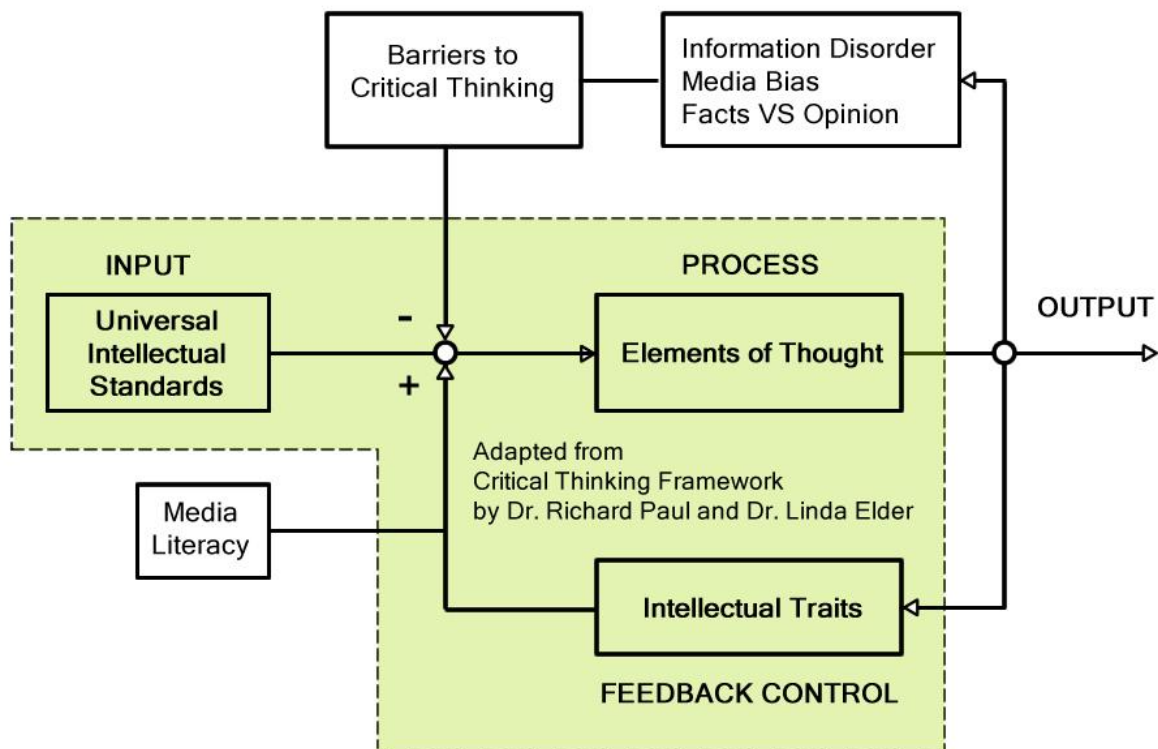 Barriers to
Critical Thinking
Information Disorder
Media Bias
Facts VS Opinion
INPUT
PROCESS
OUTPUT
Universal
Intellectual
Standards
-
+
Elements of Thought
Adapted from
Critical Thinking Framework
by Dr. Richard Paul and Dr. Linda Elder
Media
Literacy
Intellectual Traits
FEEDBACK CONTROL